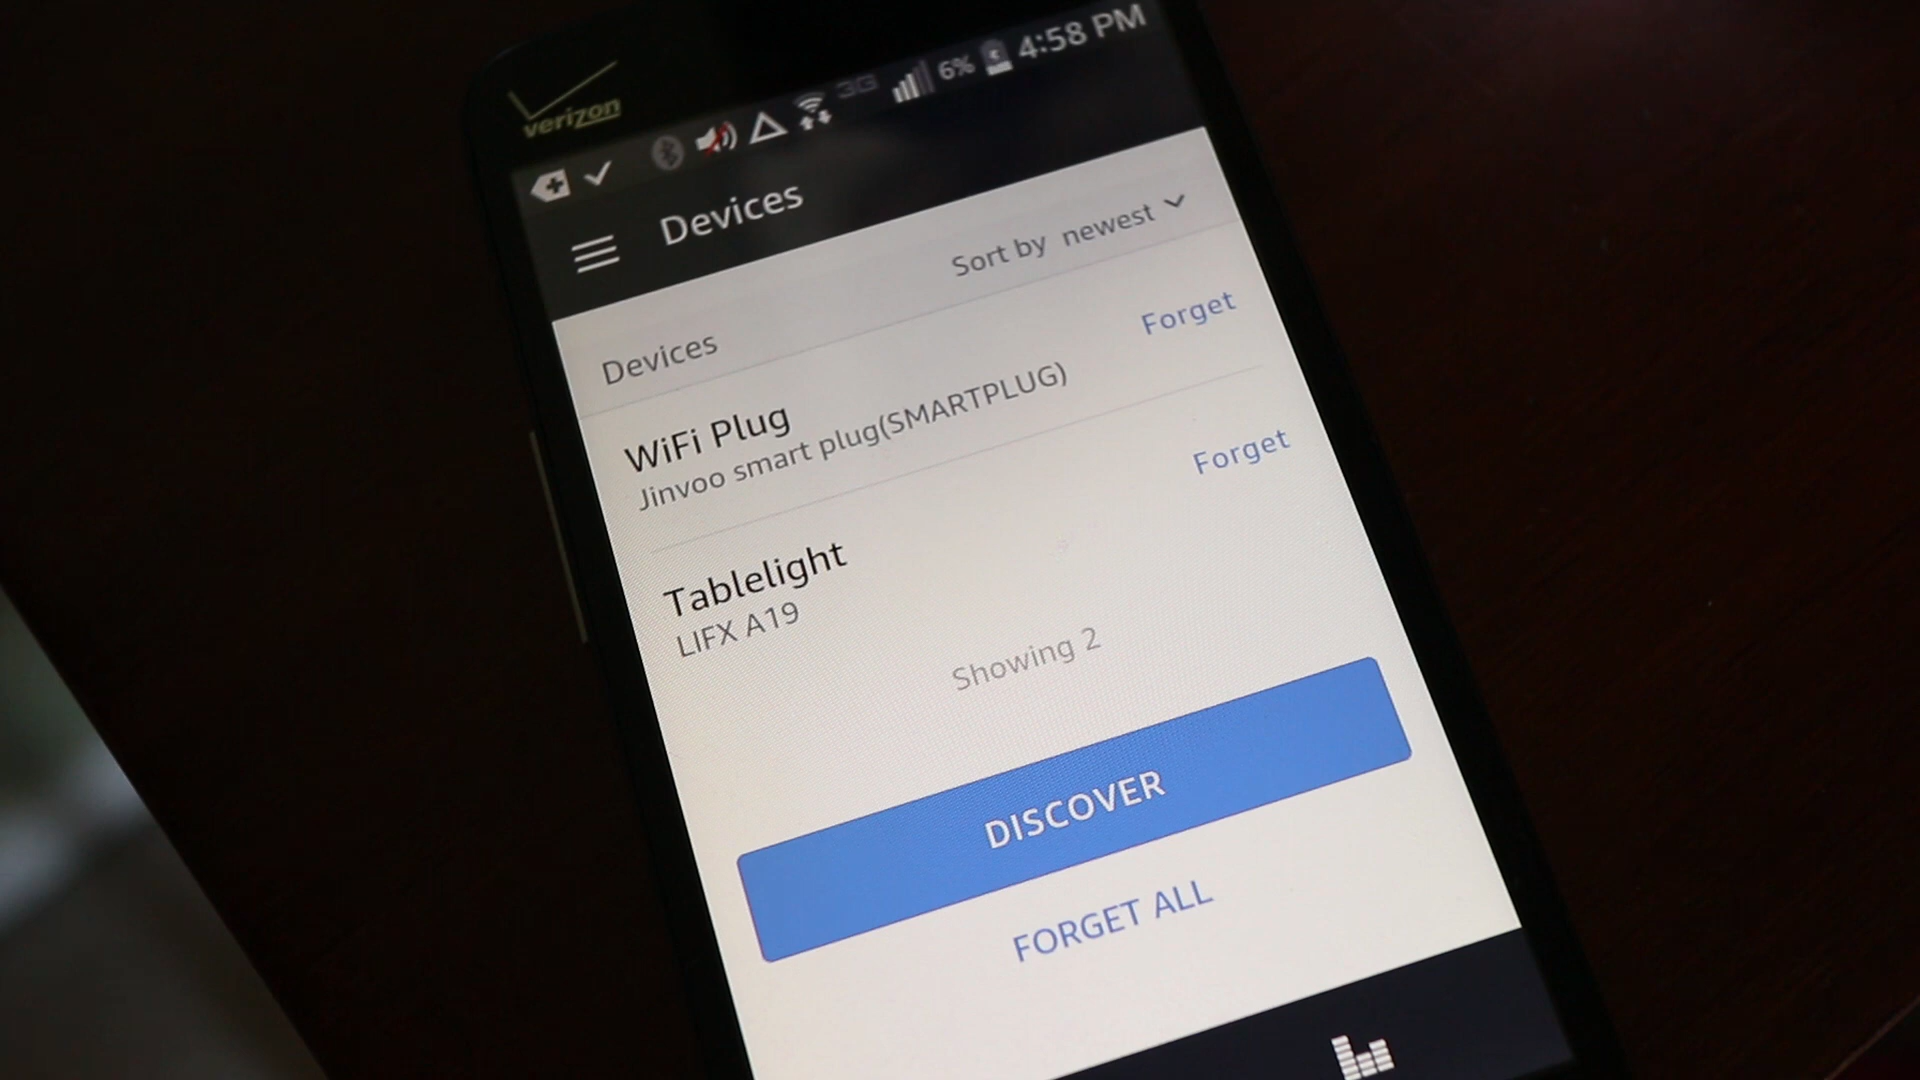 verizon
3G 6% 4:58 PM
Devices
Sort by newest
Devices
Forget
WiFi Plug
Jinvoo smart plug(SMARTPLUG)
Forget
Tablelight
LIFX A19
Showing 2
DISCOVER
FORGET ALL